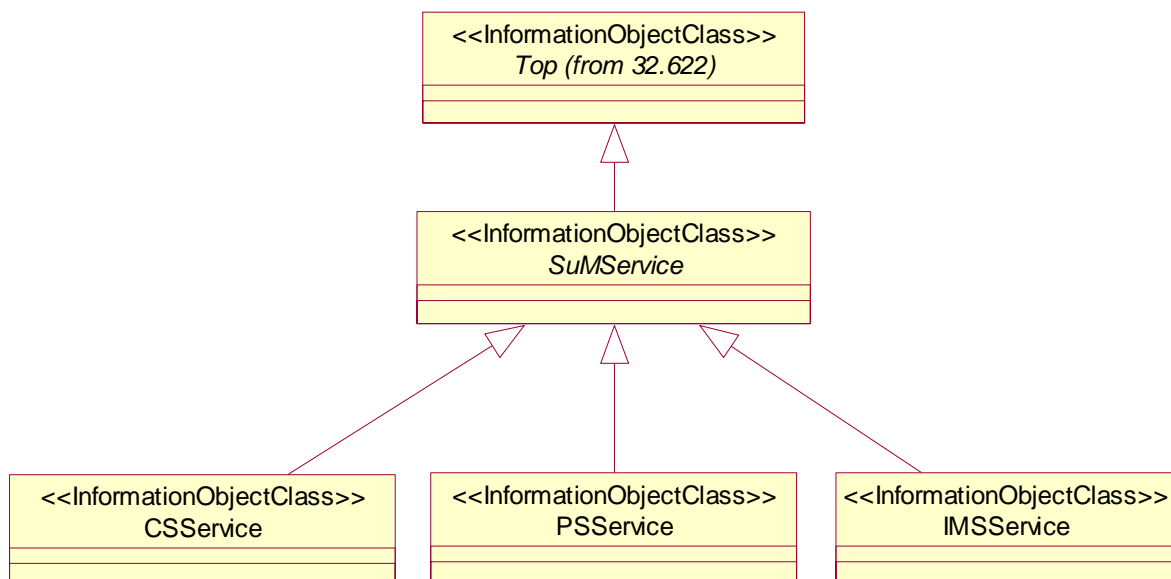 <<InformationObjectClass>>
Top (from 32.622)
<<InformationObjectClass>>
SuMService
<<InformationObjectClass>>
CSService
<<InformationObjectClass>>
PSService
<<InformationObjectClass>>
IMSService